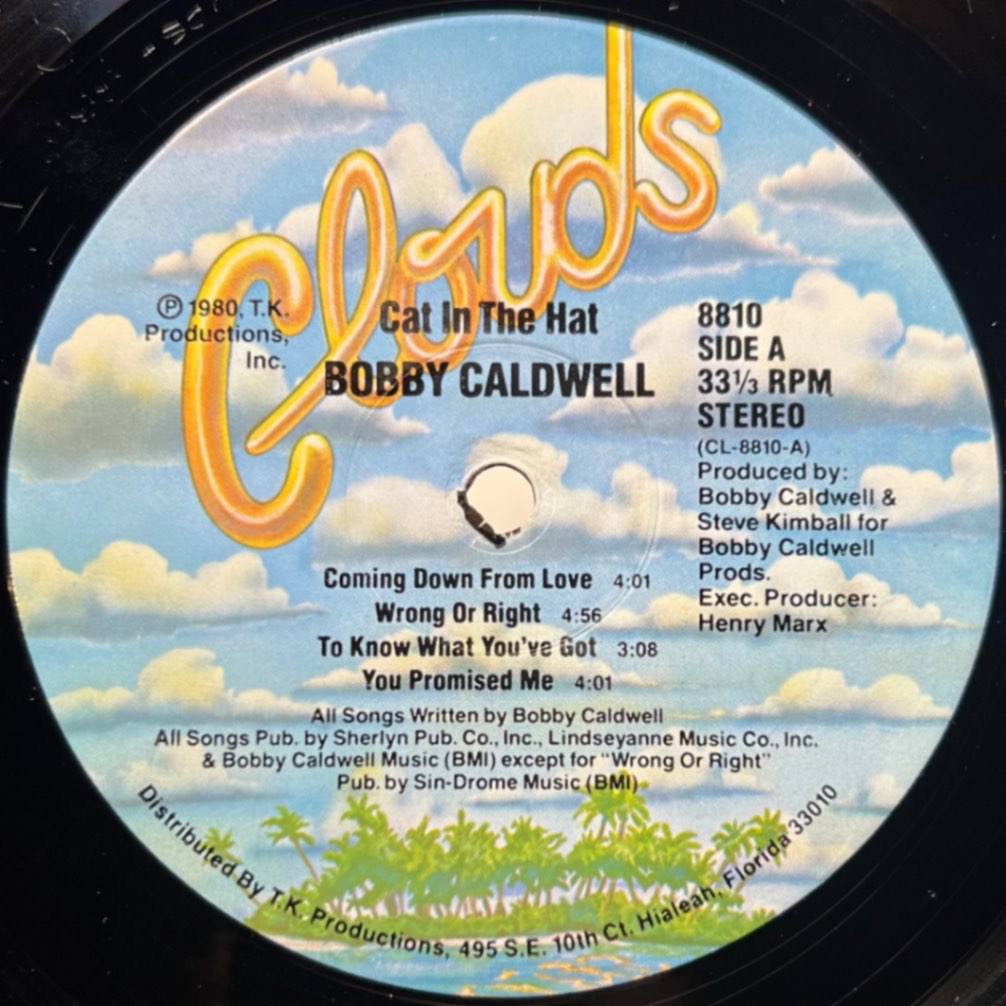 Clouds
℗ 1980, T.K.
Productions,
Inc.
Cat In The Hat
BOBBY CALDWELL
8810
SIDE A
33⅓ RPM
STEREO
(CL-8810-A)
Produced by:
Bobby Caldwell &
Steve Kimball for
Bobby Caldwell
Prods.
Exec. Producer:
Henry Marx
Coming Down From Love 4:01
Wrong Or Right 4:56
To Know What You've Got 3:08
You Promised Me 4:01
All Songs Written by Bobby Caldwell
All Songs Pub. by Sherlyn Pub. Co., Inc., Lindseyanne Music Co., Inc.
& Bobby Caldwell Music (BMI) except for "Wrong Or Right"
Pub. by Sin-Drome Music (BMI)
Distributed By T.K. Productions, 495 S.E. 10th Ct. Hialeah, Florida 33010